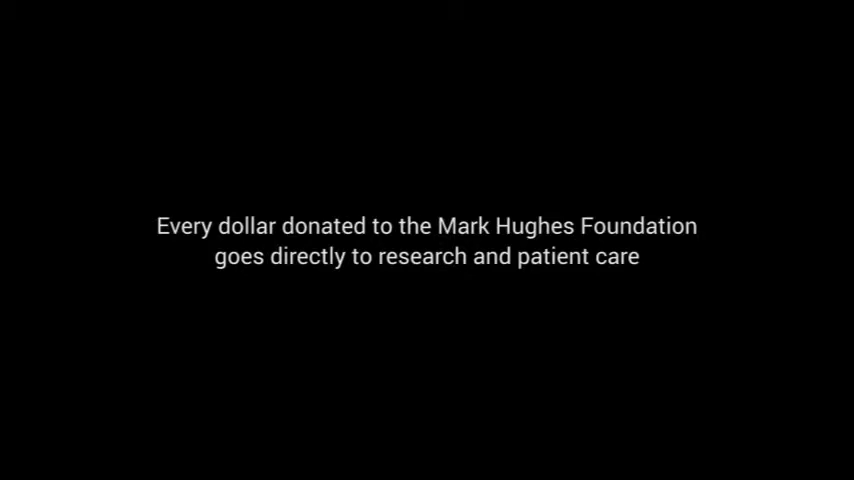 Every dollar donated to the Mark Hughes Foundation
goes directly to research and patient care